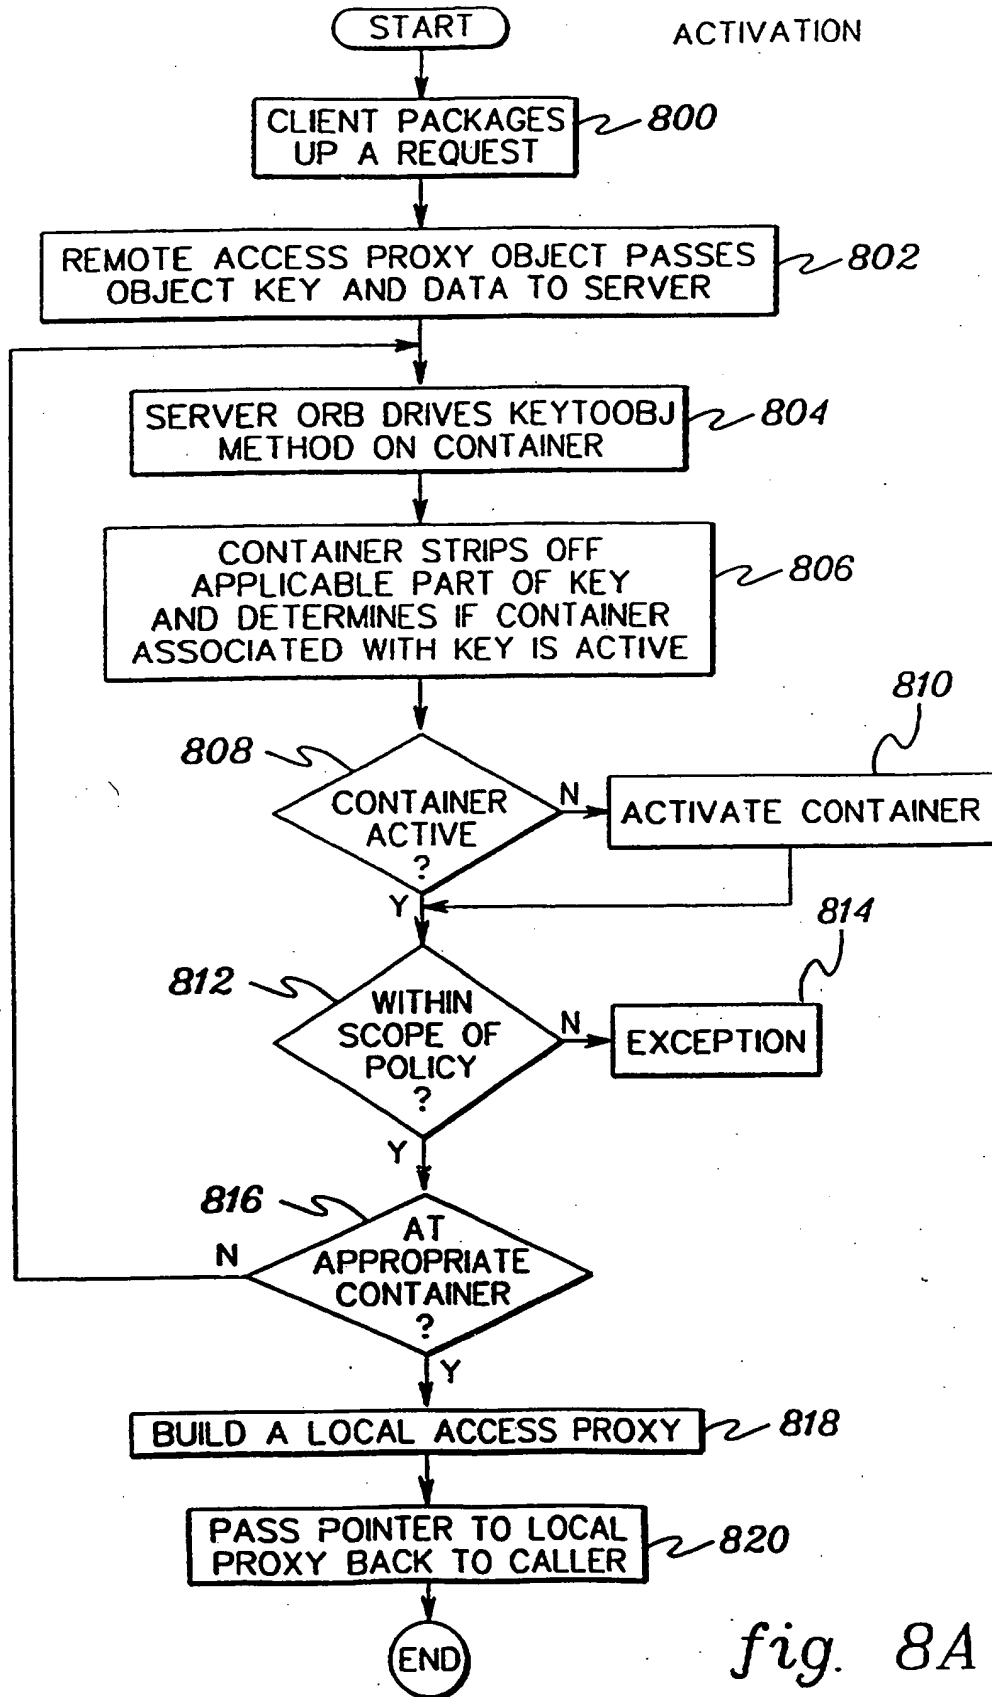 START
ACTIVATION
CLIENT PACKAGES
UP A REQUEST
800
REMOTE ACCESS PROXY OBJECT PASSES
OBJECT KEY AND DATA TO SERVER
802
SERVER ORB DRIVES KEYTOOBJ
METHOD ON CONTAINER
804
CONTAINER STRIPS OFF
APPLICABLE PART OF KEY
AND DETERMINES IF CONTAINER
ASSOCIATED WITH KEY IS ACTIVE
806
808
CONTAINER
ACTIVE
?
N
810
ACTIVATE CONTAINER
Y
812
WITHIN
SCOPE OF
POLICY
?
N
814
EXCEPTION
Y
816
AT
APPROPRIATE
CONTAINER
?
N
Y
BUILD A LOCAL ACCESS PROXY
818
PASS POINTER TO LOCAL
PROXY BACK TO CALLER
820
END
fig. 8A